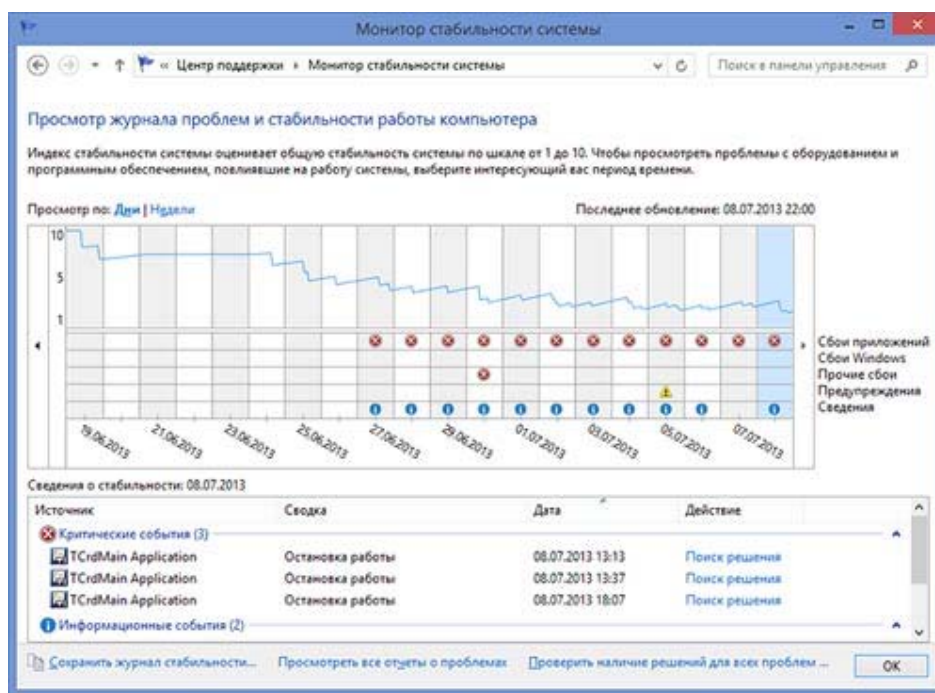 Монитор стабильности системы
« Центр поддержки ▸ Монитор стабильности системы
Поиск в панели управления
Просмотр журнала проблем и стабильности работы компьютера
Индекс стабильности системы оценивает общую стабильность системы по шкале от 1 до 10. Чтобы просмотреть проблемы с оборудованием и
программным обеспечением, повлиявшие на работу системы, выберите интересующий вас период времени.
Просмотр по: Дни | Недели
Последнее обновление: 08.07.2013 22:00
10
5
1
Сбои приложений
Сбои Windows
Прочие сбои
Предупреждения
Сведения
19.06.2013 21.06.2013 23.06.2013 25.06.2013 27.06.2013 29.06.2013 01.07.2013 03.07.2013 05.07.2013 07.07.2013
Сведения о стабильности: 08.07.2013
Источник Сводка Дата Действие
Критические события (3)
TCrdMain Application Остановка работы 08.07.2013 13:13 Поиск решения
TCrdMain Application Остановка работы 08.07.2013 13:37 Поиск решения
TCrdMain Application Остановка работы 08.07.2013 18:07 Поиск решения
Информационные события (2)
Сохранить журнал стабильности... Просмотреть все отчеты о проблемах Проверить наличие решений для всех проблем ... OK